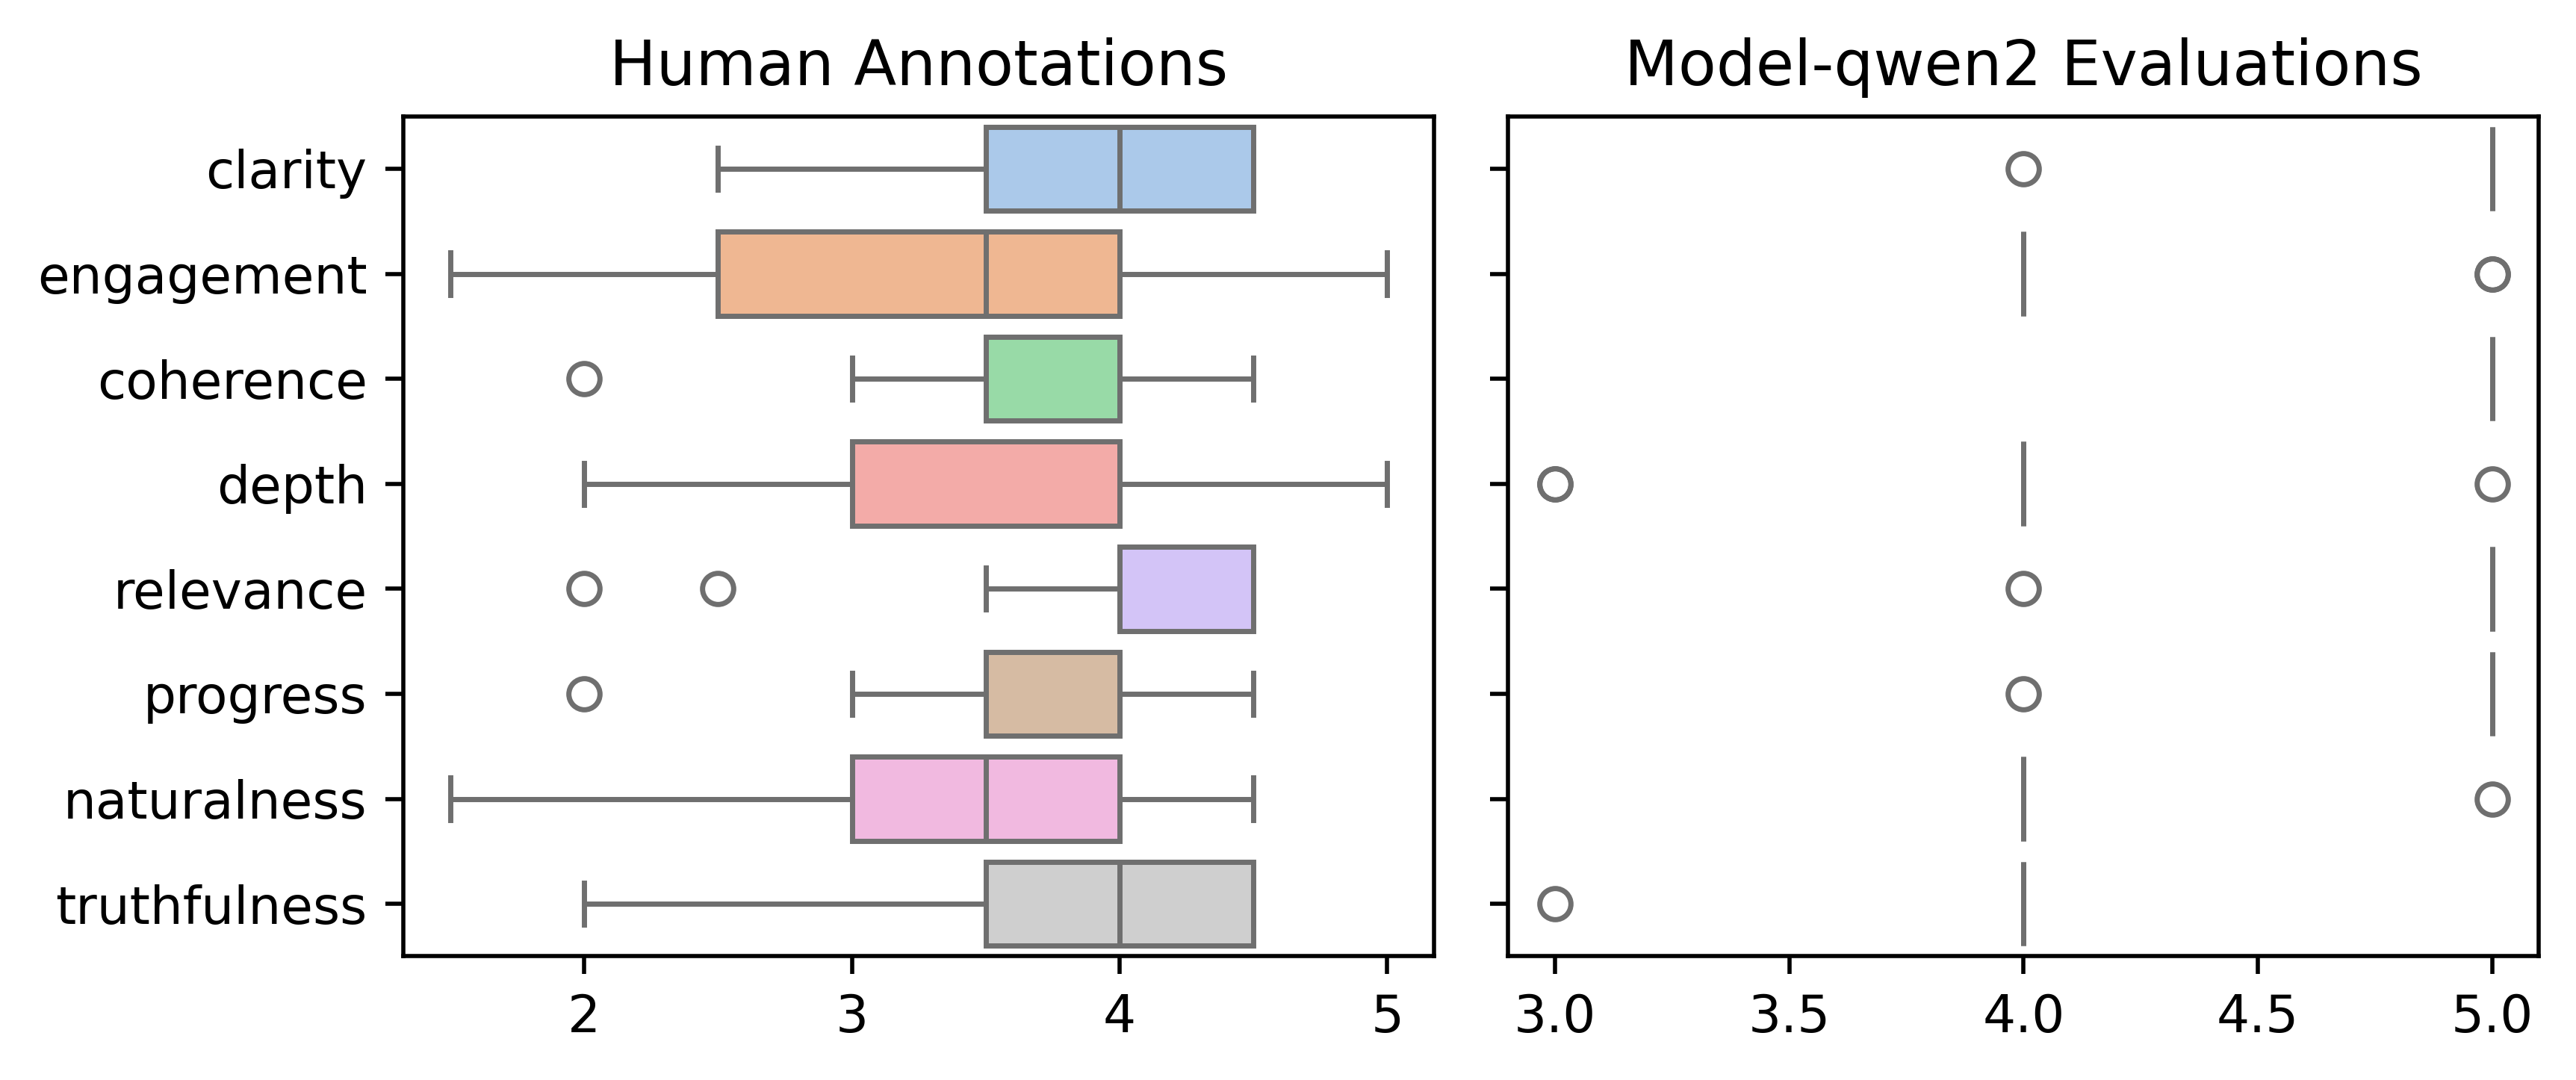 Human Annotations
Model-qwen2 Evaluations
clarity
engagement
coherence
depth
relevance
progress
naturalness
truthfulness
2 3 4 5
3.0 3.5 4.0 4.5 5.0